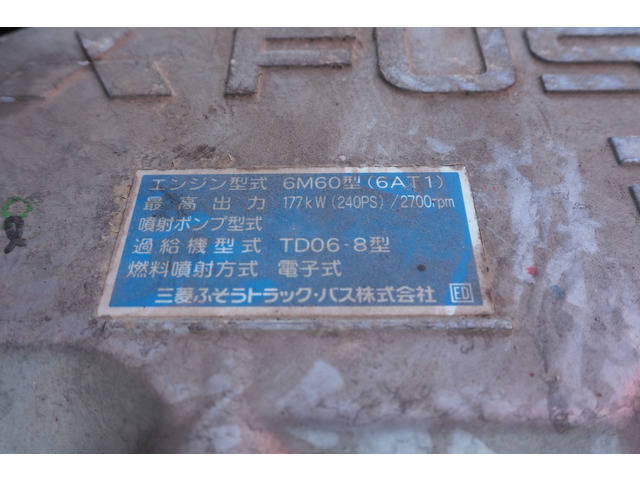 FUS
エンジン型式 6M60型(6AT1)
最高出力 177kW(240PS)/2700rpm
噴射ポンプ型式
過給機型式 TD06-8型
燃料噴射方式 電子式
三菱ふそうトラック・バス株式会社 ED